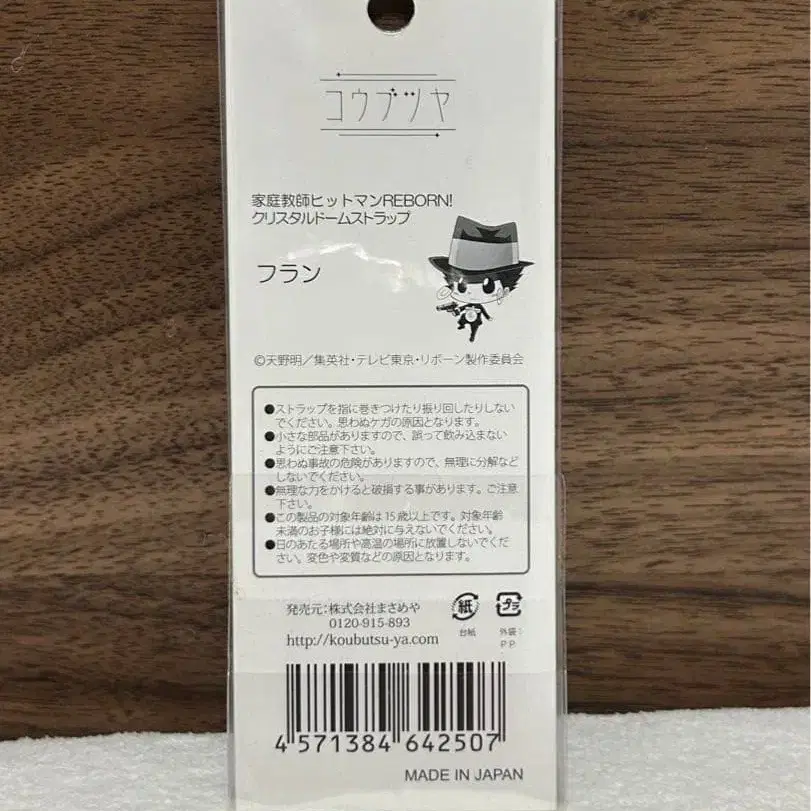 コウブツヤ
家庭教師ヒットマンREBORN!
クリスタルドームストラップ
フラン
©天野明／集英社・テレビ東京・リボーン製作委員会
●ストラップを指に巻きつけたり振り回したりしない
でください。思わぬケガの原因となります。
●小さな部品がありますので、誤って飲み込まない
ようにご注意下さい。
●思わぬ事故の危険がありますので、無理に分解など
しないでください。
●無理な力をかけると破損する事があります。ご注意
下さい。
●この製品の対象年齢は15歳以上です。対象年齢
未満のお子様には絶対に与えないでください。
●日のあたる場所や高温の場所に放置しないでくだ
さい。変色や変質などの原因となります。
発売元：株式会社まさめや
0120-915-893
http://koubutsu-ya.com
紙
台紙
プラ
外袋：
PP
4 571384 642507
MADE IN JAPAN